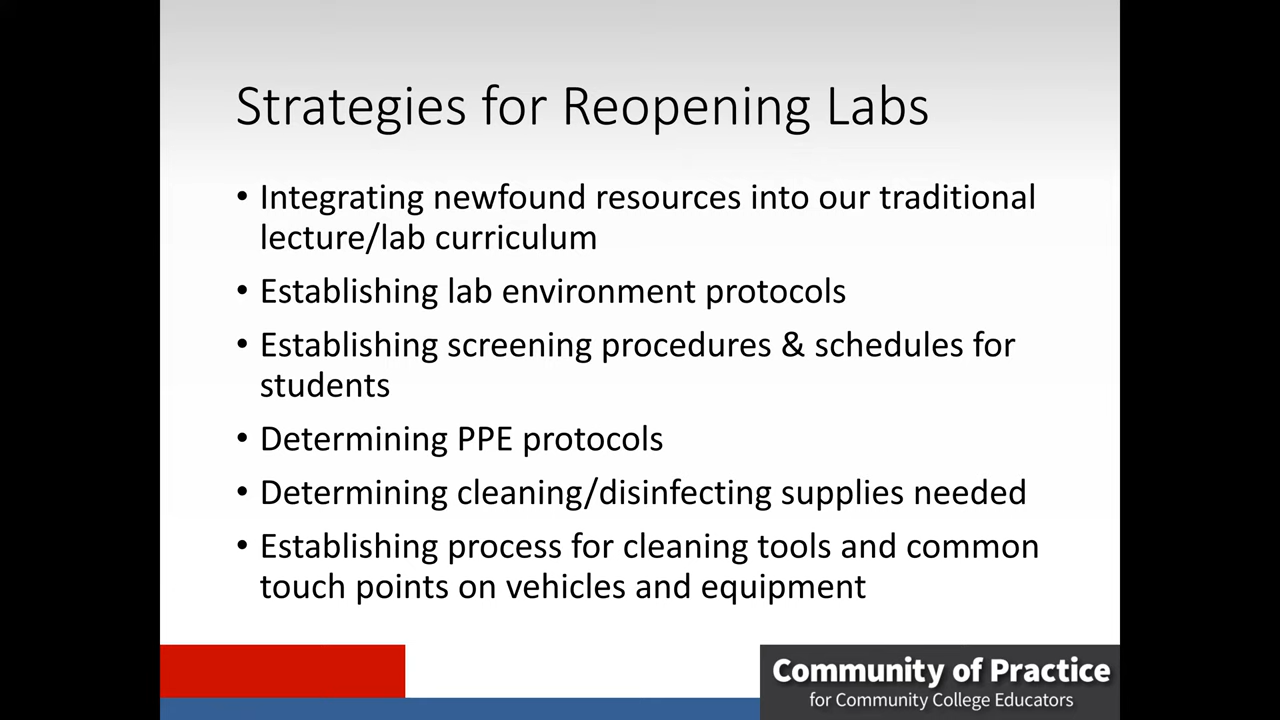 Strategies for Reopening Labs
• Integrating newfound resources into our traditional
lecture/lab curriculum
• Establishing lab environment protocols
• Establishing screening procedures & schedules for
students
• Determining PPE protocols
• Determining cleaning/disinfecting supplies needed
• Establishing process for cleaning tools and common
touch points on vehicles and equipment
Community of Practice
for Community College Educators